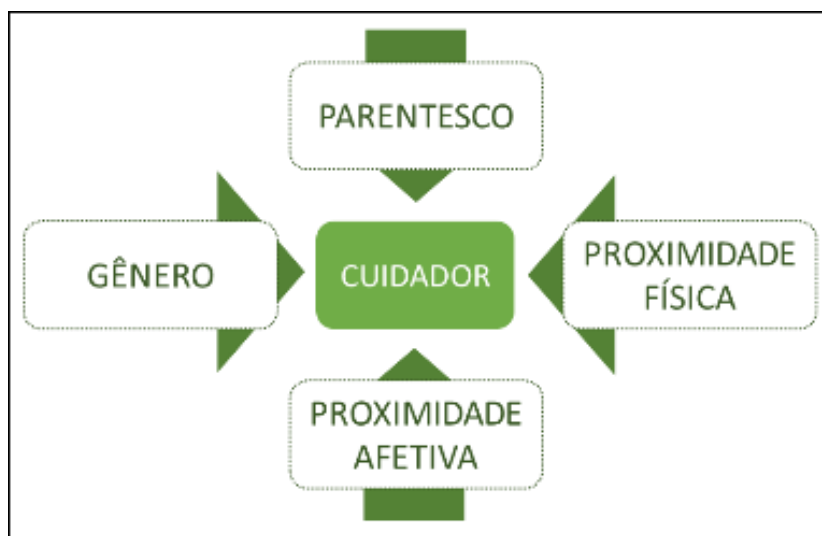 PARENTESCO
GÊNERO
CUIDADOR
PROXIMIDADE
FÍSICA
PROXIMIDADE
AFETIVA